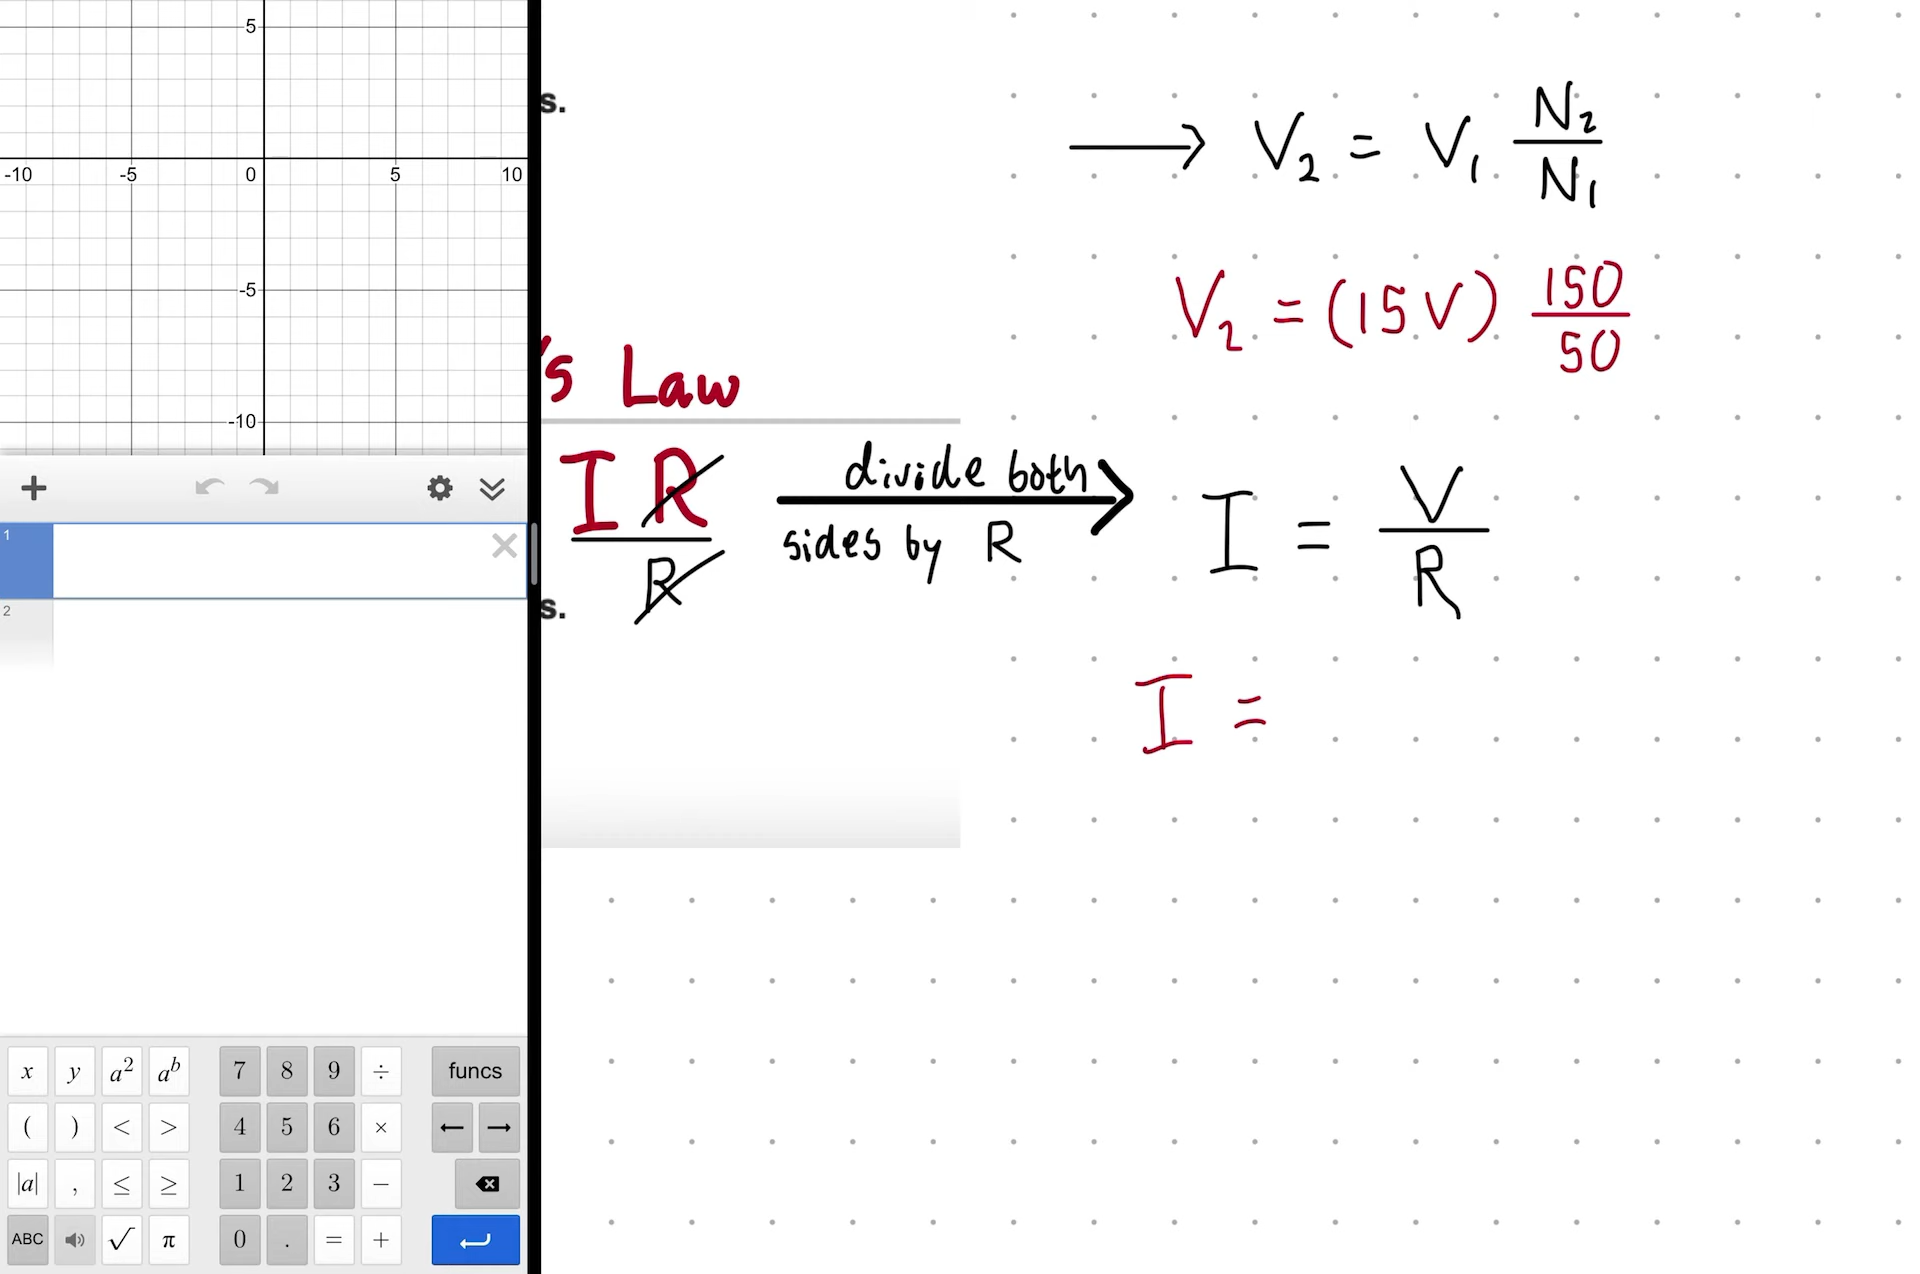 5
-10 -5 0 5 10
-5
-10
1
2
x y a² aᵇ 7 8 9 ÷ funcs
( ) < > 4 5 6 × ← →
|a| , ≤ ≥ 1 2 3 −
ABC √ π 0 . = +
s.
→ V₂ = V₁ N₂/N₁
V₂ = (15V) 150/50
's Law
IR/R divide both sides by R → I = V/R
s.
I =